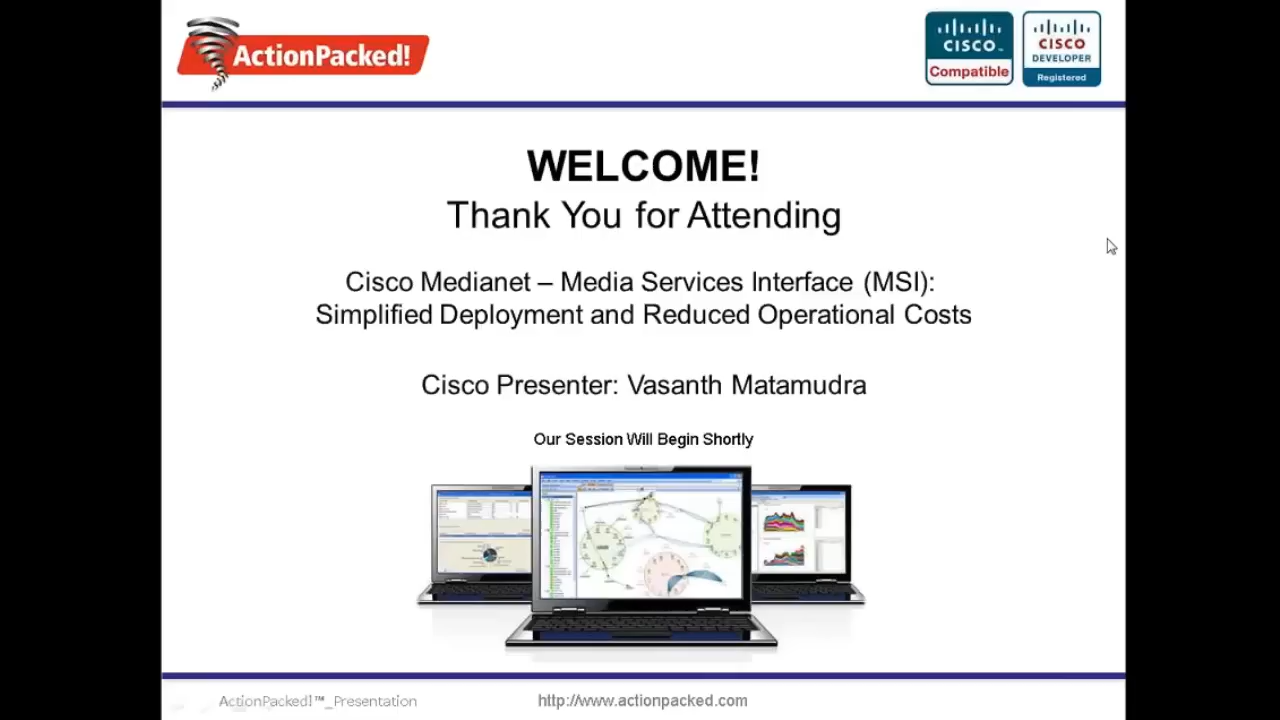 ActionPacked!
CISCO
Compatible
CISCO
DEVELOPER
Registered
WELCOME!
Thank You for Attending
Cisco Medianet – Media Services Interface (MSI):
Simplified Deployment and Reduced Operational Costs
Cisco Presenter: Vasanth Matamudra
Our Session Will Begin Shortly
ActionPacked!™_Presentation
http://www.actionpacked.com